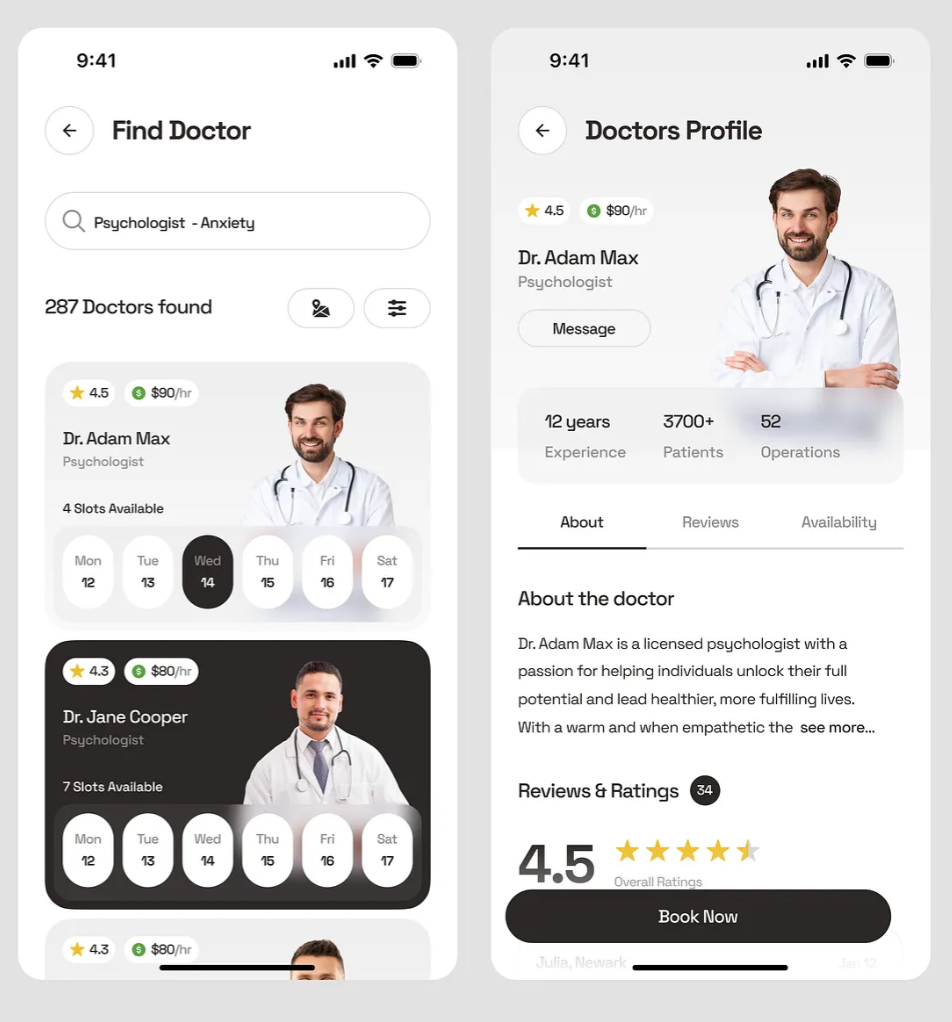 9:41
Find Doctor
Psychologist - Anxiety
287 Doctors found
4.5
$ $90/hr
Dr. Adam Max
Psychologist
4 Slots Available
Mon Tue Wed Thu Fri Sat
12 13 14 15 16 17
4.3
$ $80/hr
Dr. Jane Cooper
Psychologist
7 Slots Available
Mon Tue Wed Thu Fri Sat
12 13 14 15 16 17
4.3
$ $80/hr
9:41
Doctors Profile
4.5
$ $90/hr
Dr. Adam Max
Psychologist
Message
12 years 3700+ 52
Experience Patients Operations
About Reviews Availability
About the doctor
Dr. Adam Max is a licensed psychologist with a
passion for helping individuals unlock their full
potential and lead healthier, more fulfilling lives.
With a warm and when empathetic the see more...
Reviews & Ratings 34
4.5
Overall Ratings
Book Now
Julia, Newark Jan 12